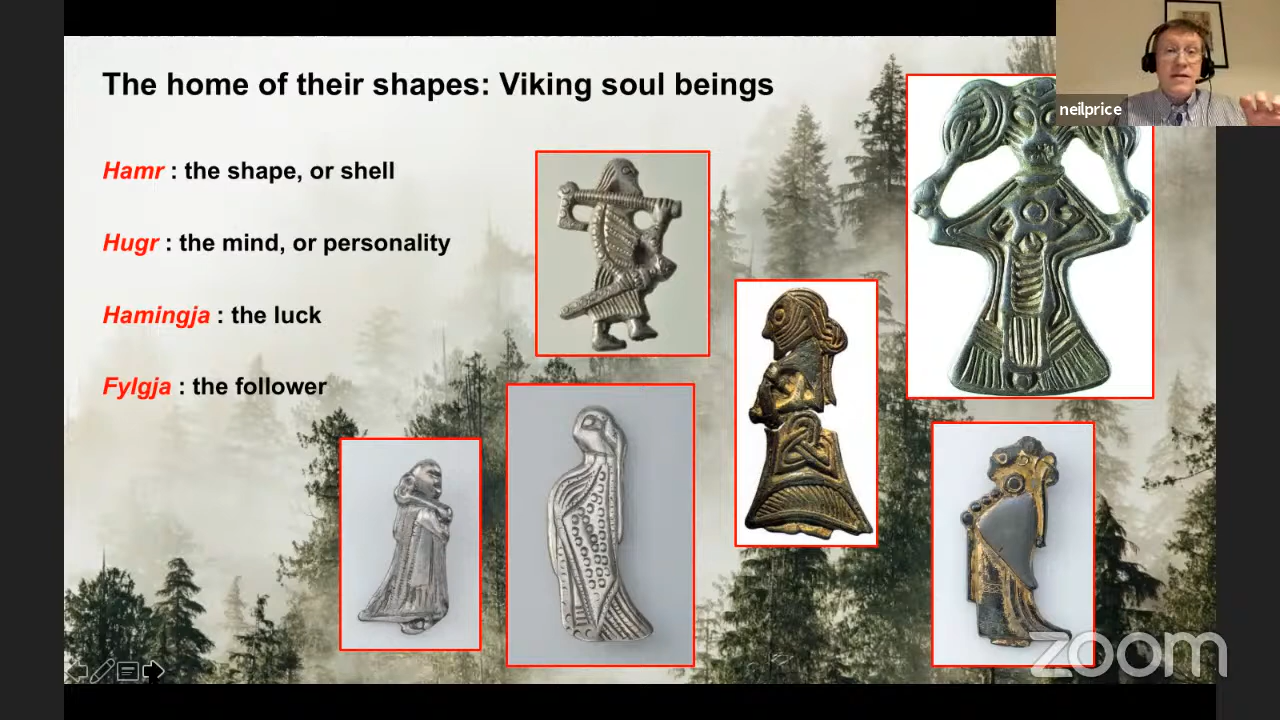 The home of their shapes: Viking soul beings
neilprice
Hamr : the shape, or shell
Hugr : the mind, or personality
Hamingja : the luck
Fylgja : the follower
zoom